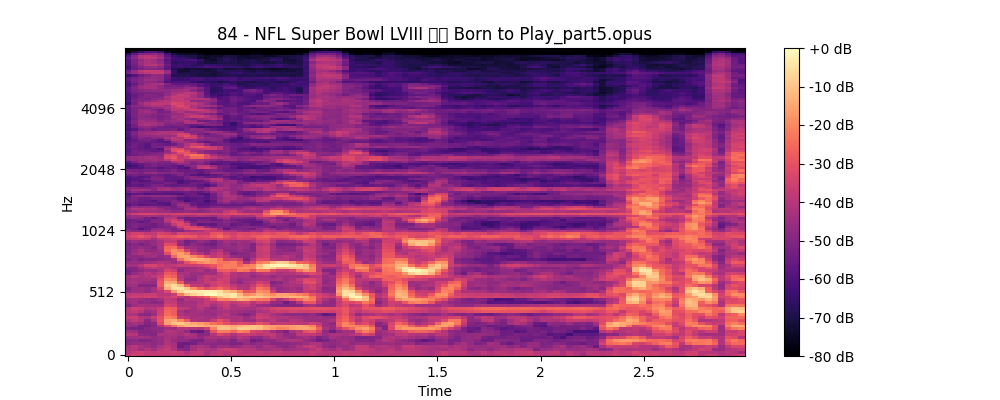 84 - NFL Super Bowl LVIII 􏿮􏿮 Born to Play_part5.opus
Hz
4096
2048
1024
512
0
0 0.5 1 1.5 2 2.5
Time
+0 dB
-10 dB
-20 dB
-30 dB
-40 dB
-50 dB
-60 dB
-70 dB
-80 dB